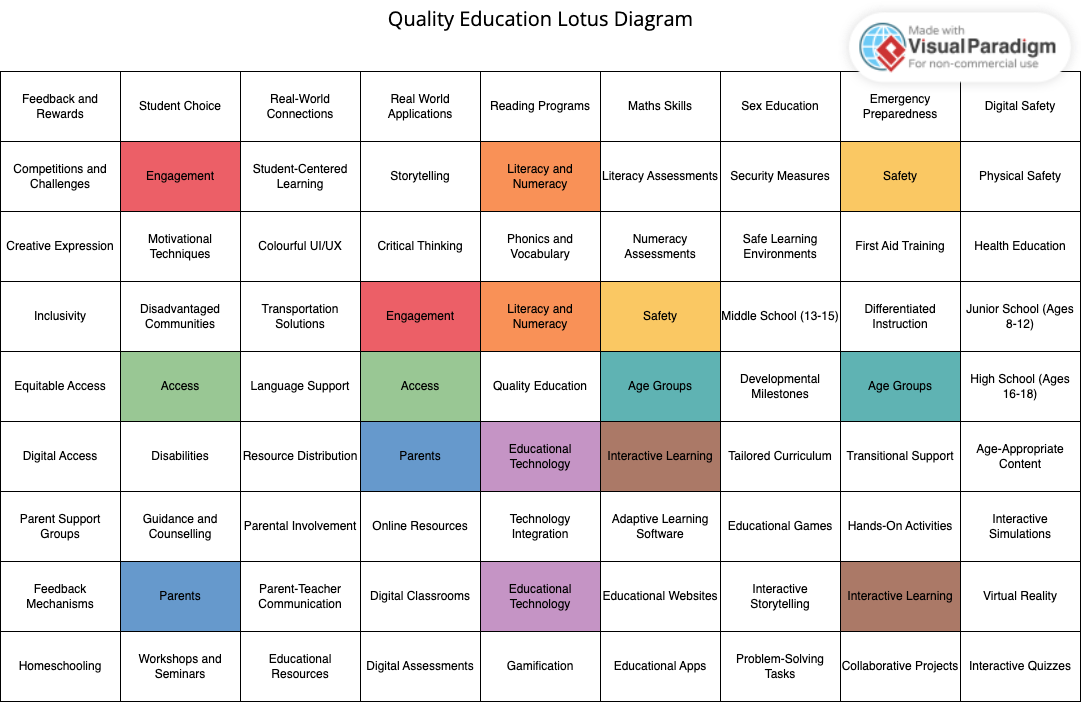 Quality Education Lotus Diagram
Made with
VisualParadigm
For non-commercial use
Feedback and
Rewards
Student Choice
Real-World
Connections
Real World
Applications
Reading Programs
Maths Skills
Sex Education
Emergency
Preparedness
Digital Safety
Competitions and
Challenges
Engagement
Student-Centered
Learning
Storytelling
Literacy and
Numeracy
Literacy Assessments
Security Measures
Safety
Physical Safety
Creative Expression
Motivational
Techniques
Colourful UI/UX
Critical Thinking
Phonics and
Vocabulary
Numeracy
Assessments
Safe Learning
Environments
First Aid Training
Health Education
Inclusivity
Disadvantaged
Communities
Transportation
Solutions
Engagement
Literacy and
Numeracy
Safety
Middle School (13-15)
Differentiated
Instruction
Junior School (Ages
8-12)
Equitable Access
Access
Language Support
Access
Quality Education
Age Groups
Developmental
Milestones
Age Groups
High School (Ages
16-18)
Digital Access
Disabilities
Resource Distribution
Parents
Educational
Technology
Interactive Learning
Tailored Curriculum
Transitional Support
Age-Appropriate
Content
Parent Support
Groups
Guidance and
Counselling
Parental Involvement
Online Resources
Technology
Integration
Adaptive Learning
Software
Educational Games
Hands-On Activities
Interactive
Simulations
Feedback
Mechanisms
Parents
Parent-Teacher
Communication
Digital Classrooms
Educational
Technology
Educational Websites
Interactive
Storytelling
Interactive Learning
Virtual Reality
Homeschooling
Workshops and
Seminars
Educational
Resources
Digital Assessments
Gamification
Educational Apps
Problem-Solving
Tasks
Collaborative Projects
Interactive Quizzes